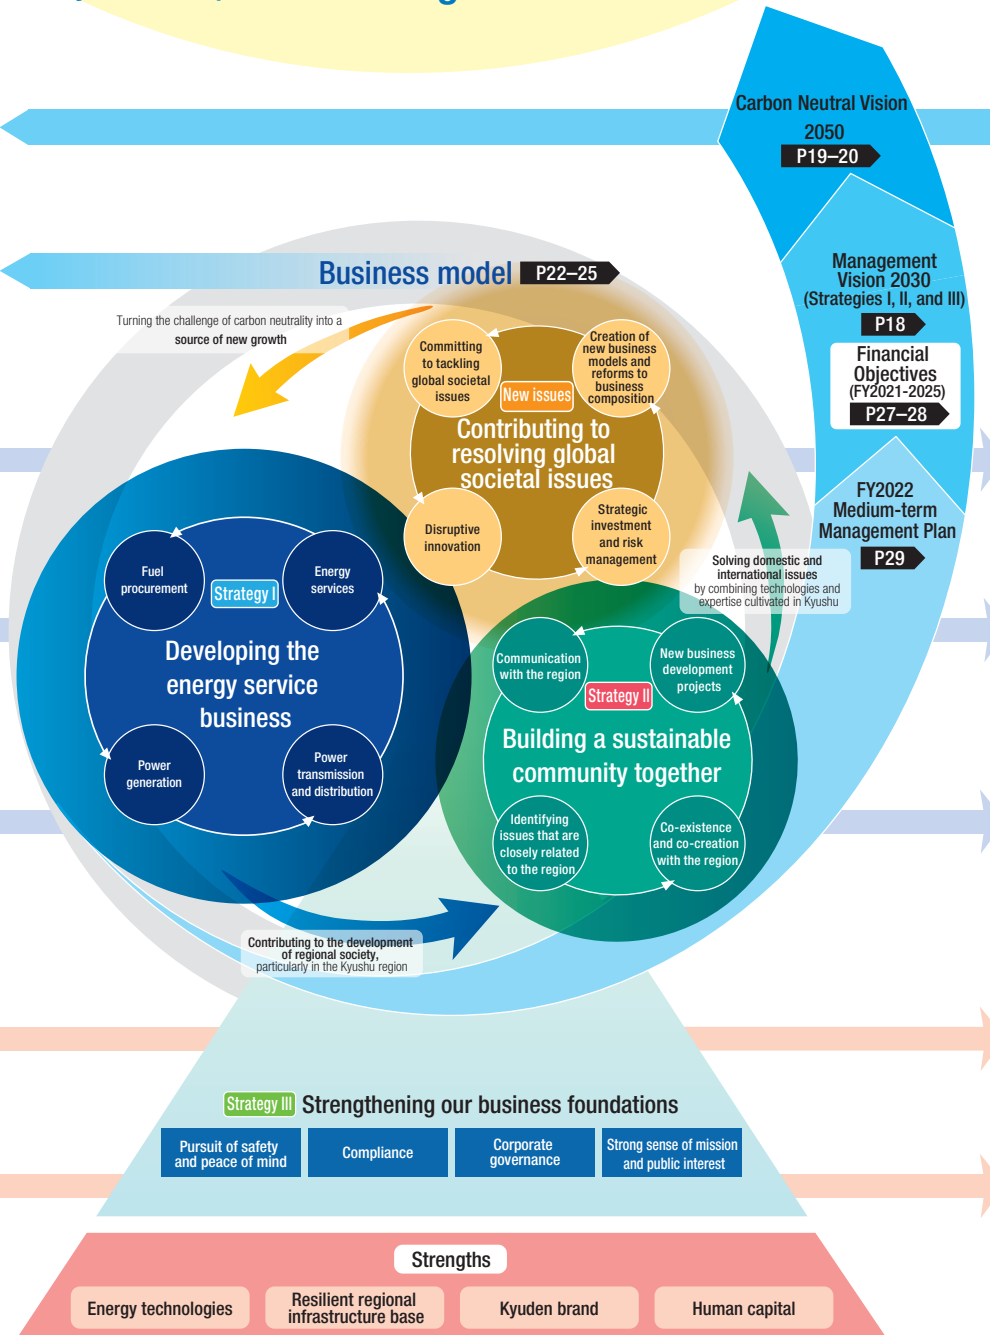 Carbon Neutral Vision
2050
P19–20
Management
Vision 2030
(Strategies I, II, and III)
P18
Financial
Objectives
(FY2021-2025)
P27–28
FY2022
Medium-term
Management Plan
P29
Business model P22–25
Turning the challenge of carbon neutrality into a
source of new growth
Committing
to tackling
global societal
issues
Creation of
new business
models and
reforms to
business
composition
New issues
Contributing to
resolving global
societal issues
Disruptive
innovation
Strategic
investment
and risk
management
Solving domestic and
international issues
by combining technologies and
expertise cultivated in Kyushu
Fuel
procurement
Energy
services
Strategy I
Developing the
energy service
business
Power
generation
Power
transmission
and distribution
Communication
with the region
New business
development
projects
Strategy II
Building a sustainable
community together
Identifying
issues that are
closely related
to the region
Co-existence
and co-creation
with the region
Contributing to the development
of regional society,
particularly in the Kyushu region
Strategy III Strengthening our business foundations
Pursuit of safety
and peace of mind
Compliance
Corporate
governance
Strong sense of mission
and public interest
Strengths
Energy technologies
Resilient regional
infrastructure base
Kyuden brand
Human capital